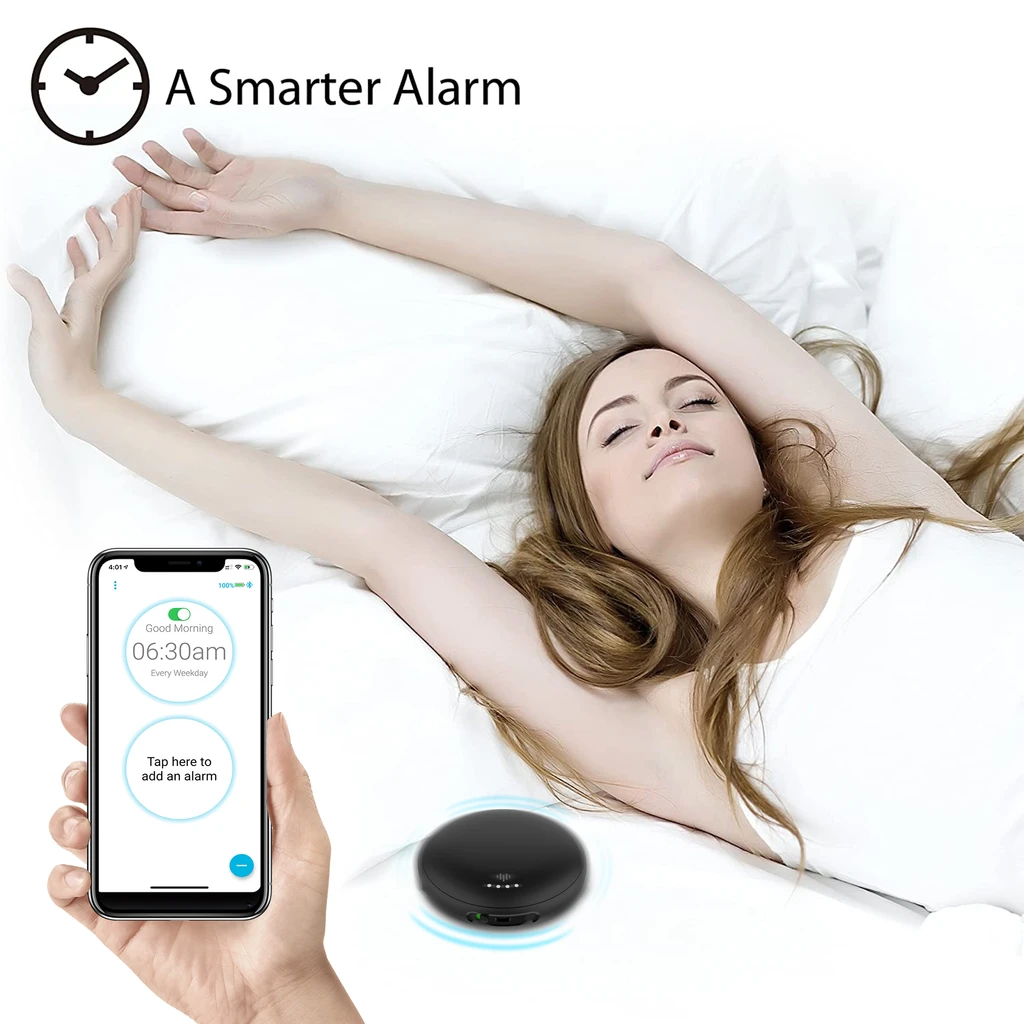 A Smarter Alarm
4:01
100%
Good Morning
06:30am
Every Weekday
Tap here to
add an alarm